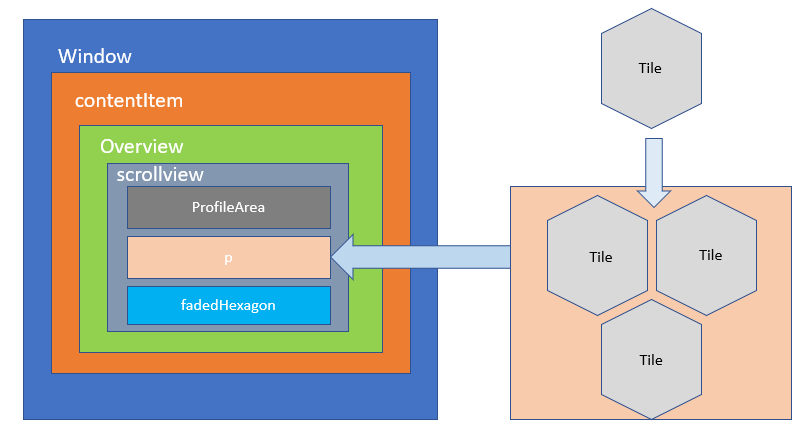 Window
contentItem
Overview
scrollview
ProfileArea
p
fadedHexagon
Tile
Tile
Tile
Tile